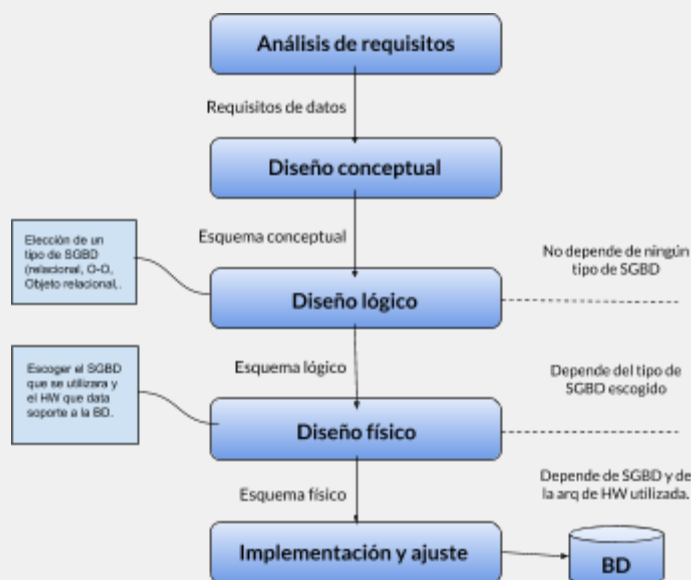 Análisis de requisitos
Requisitos de datos
Diseño conceptual
Esquema conceptual
Elección de un
tipo de SGBD
(relacional, O-O,
Objeto relacional,.
No depende de ningún
tipo de SGBD
Diseño lógico
Esquema lógico
Escoger el SGBD
que se utilizara y
el HW que data
soporte a la BD.
Depende del tipo de
SGBD escogido
Diseño físico
Esquema físico
Depende de SGBD y de
la arq de HW utilizada.
Implementación y ajuste
BD